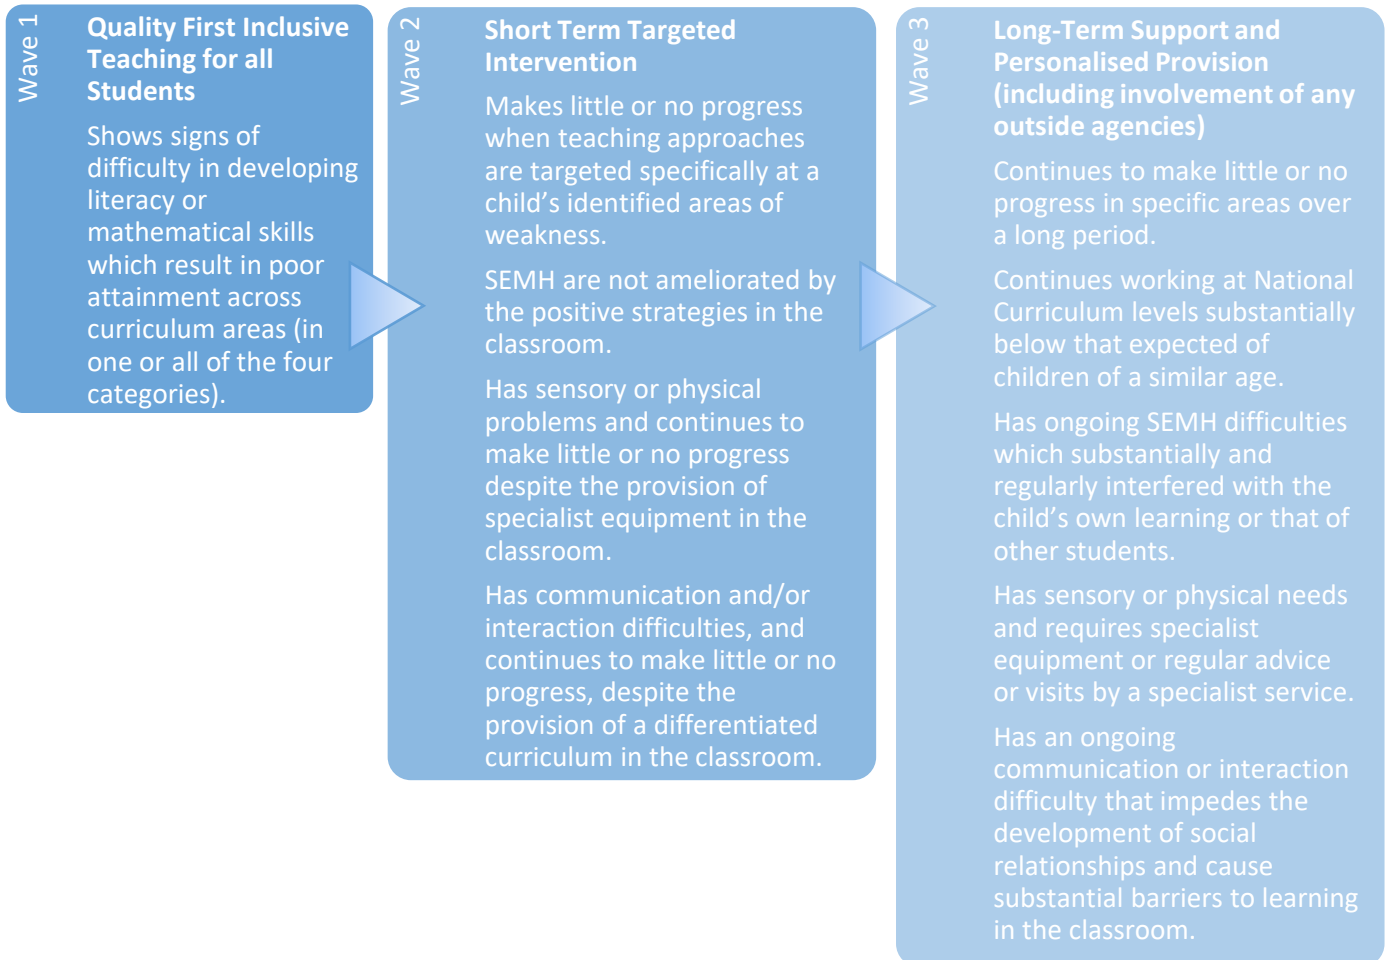 Wave 1
Quality First Inclusive
Teaching for all
Students
Shows signs of
difficulty in developing
literacy or
mathematical skills
which result in poor
attainment across
curriculum areas (in
one or all of the four
categories).
Wave 2
Short Term Targeted
Intervention
Makes little or no progress
when teaching approaches
are targeted specifically at a
child’s identified areas of
weakness.
SEMH are not ameliorated by
the positive strategies in the
classroom.
Has sensory or physical
problems and continues to
make little or no progress
despite the provision of
specialist equipment in the
classroom.
Has communication and/or
interaction difficulties, and
continues to make little or no
progress, despite the
provision of a differentiated
curriculum in the classroom.
Wave 3
Long-Term Support and
Personalised Provision
(including involvement of any
outside agencies)
Continues to make little or no
progress in specific areas over
a long period.
Continues working at National
Curriculum levels substantially
below that expected of
children of a similar age.
Has ongoing SEMH difficulties
which substantially and
regularly interfered with the
child’s own learning or that of
other students.
Has sensory or physical needs
and requires specialist
equipment or regular advice
or visits by a specialist service.
Has an ongoing
communication or interaction
difficulty that impedes the
development of social
relationships and cause
substantial barriers to learning
in the classroom.